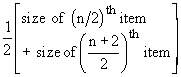 1/2 [ size of (n/2)^th item
+ size of ((n + 2)/2)^th item ]